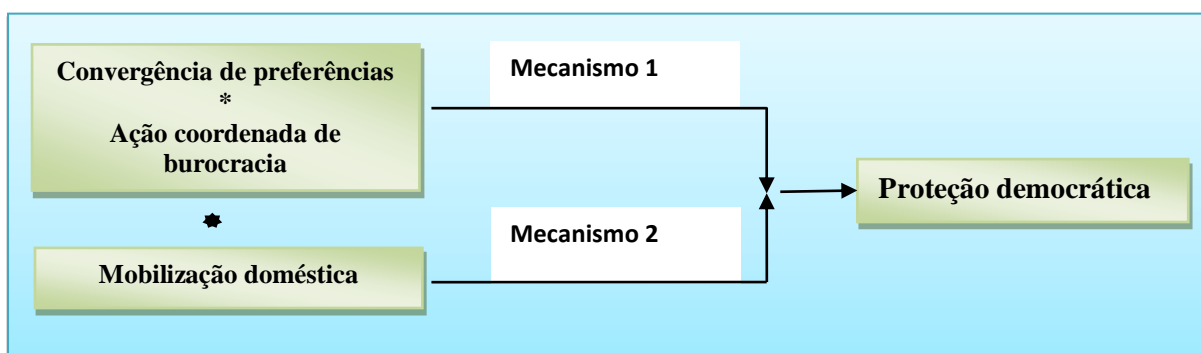 Convergência de preferências
*
Ação coordenada de
burocracia
*
Mobilização doméstica
Mecanismo 1
Mecanismo 2
Proteção democrática